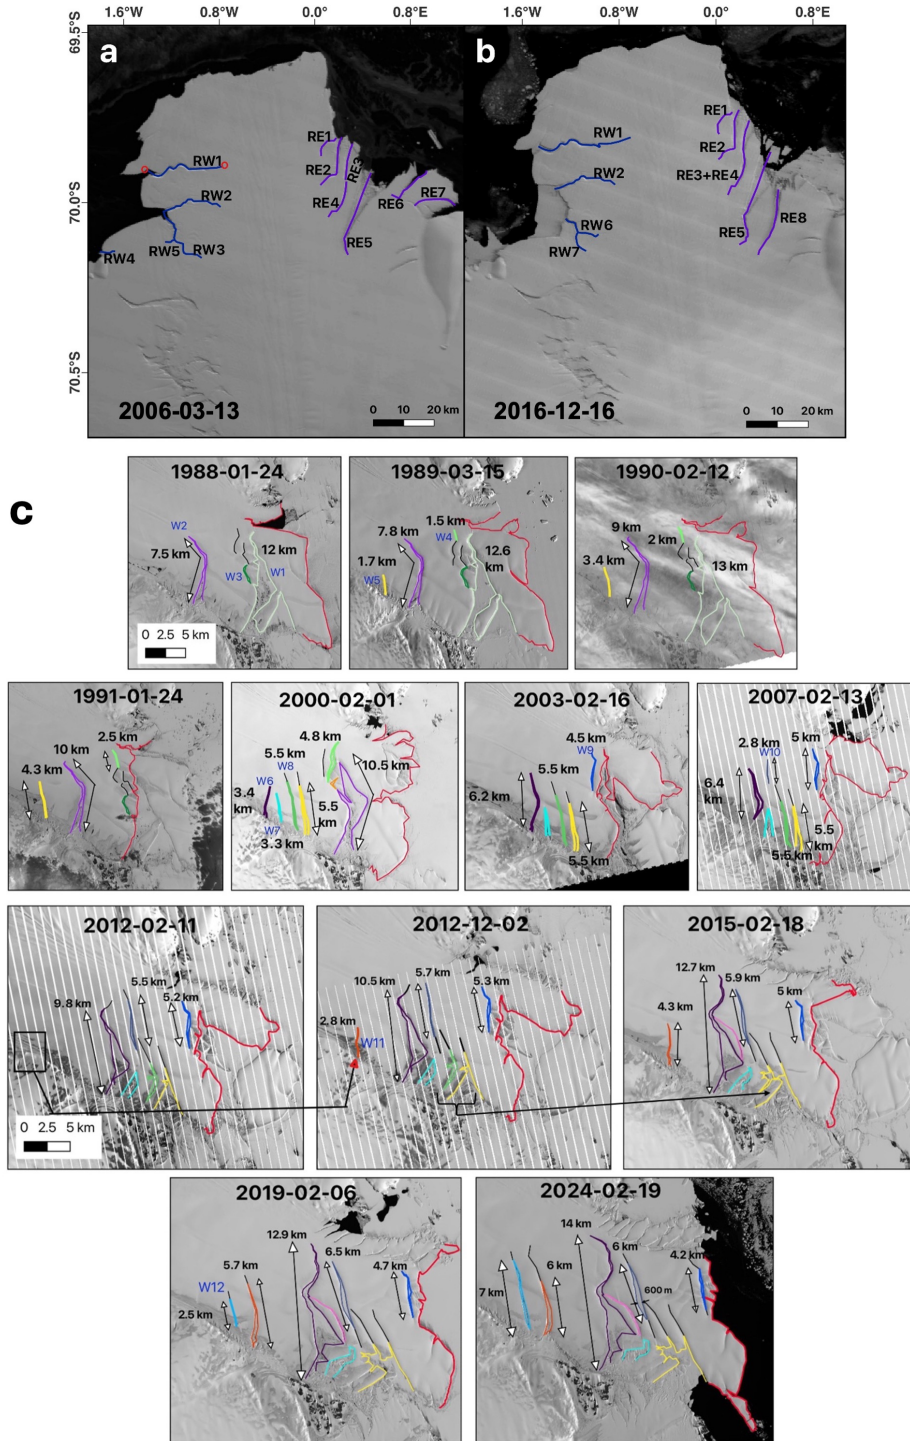 1.6°W 0.8°W 0.0° 0.8°E 1.6°W 0.8°W 0.0° 0.8°E
69.5°S
70.0°S
70.5°S
a
RE1
RW1
RE2
RE3
RW2
RE4
RE6
RE7
RE5
RW5
RW3
RW4
2006-03-13
0 10 20 km
b
RE1
RW1
RE2
RW2
RE3+RE4
RE8
RW6
RE5
RW7
2016-12-16
0 10 20 km
c
1988-01-24
W2
7.5 km
12 km
W3
W1
0 2.5 5 km
1989-03-15
1.5 km
7.8 km
W4
12.6
km
1.7 km
W5
1990-02-12
9 km
2 km
3.4 km
13 km
1991-01-24
2.5 km
10 km
4.3 km
2000-02-01
4.8 km
5.5 km
10.5 km
W8
W6
3.4
km
5.5
km
W7
3.3 km
2003-02-16
4.5 km
W9
5.5 km
6.2 km
5.5 km
2007-02-13
5 km
2.8 km
W10
6.4
km
5.5
km
5.5 km
2012-02-11
5.5 km
5.2 km
9.8 km
0 2.5 5 km
2012-12-02
5.7 km
10.5 km
5.3 km
2.8 km
W11
2015-02-18
12.7 km
5.9 km
5 km
4.3 km
2019-02-06
12.9 km
6.5 km
5.7 km
4.7 km
W12
2.5 km
2024-02-19
14 km
6 km
4.2 km
6 km
600 m
7 km